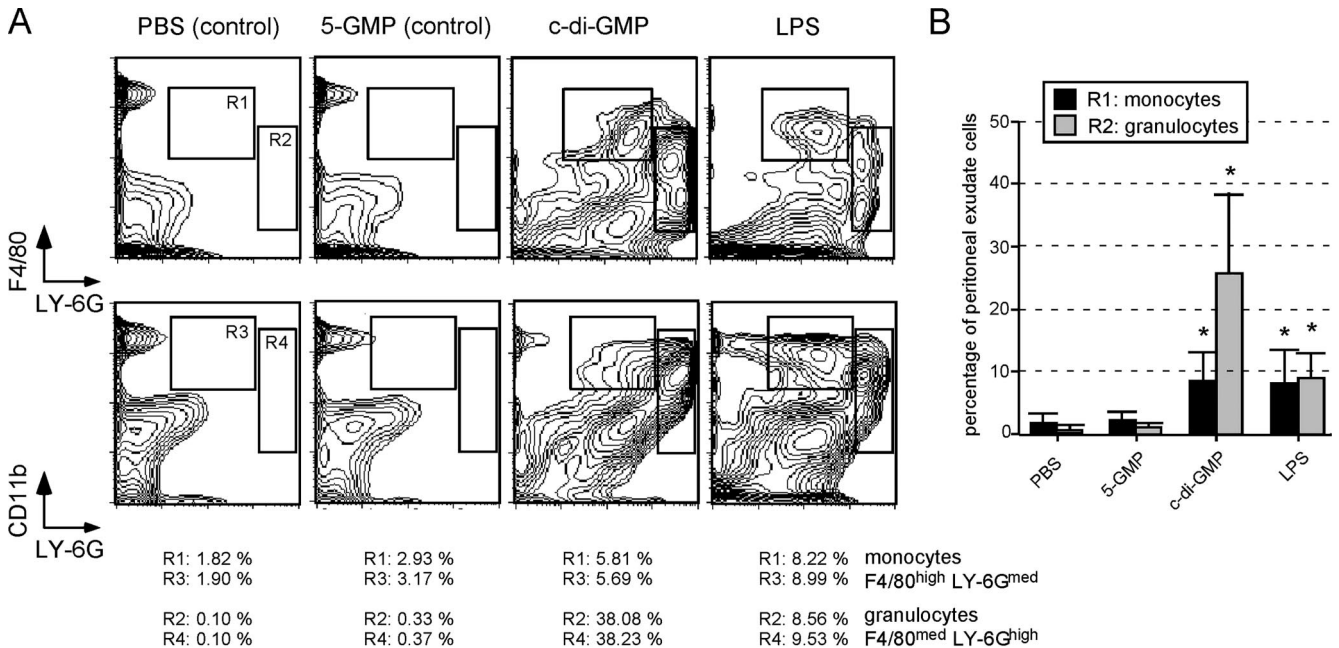 A
B
PBS (control)
5-GMP (control)
c-di-GMP
LPS
R1
R2
F4/80
LY-6G
R3
R4
CD11b
LY-6G
R1: 1.82 %
R3: 1.90 %
R2: 0.10 %
R4: 0.10 %
R1: 2.93 %
R3: 3.17 %
R2: 0.33 %
R4: 0.37 %
R1: 5.81 %
R3: 5.69 %
R2: 38.08 %
R4: 38.23 %
R1: 8.22 %
R3: 8.99 %
R2: 8.56 %
R4: 9.53 %
monocytes
F4/80high LY-6Gmed
granulocytes
F4/80med LY-6Ghigh
R1: monocytes
R2: granulocytes
percentage of peritoneal exudate cells
50
40
30
20
10
0
*
*
*
*
PBS
5-GMP
c-di-GMP
LPS